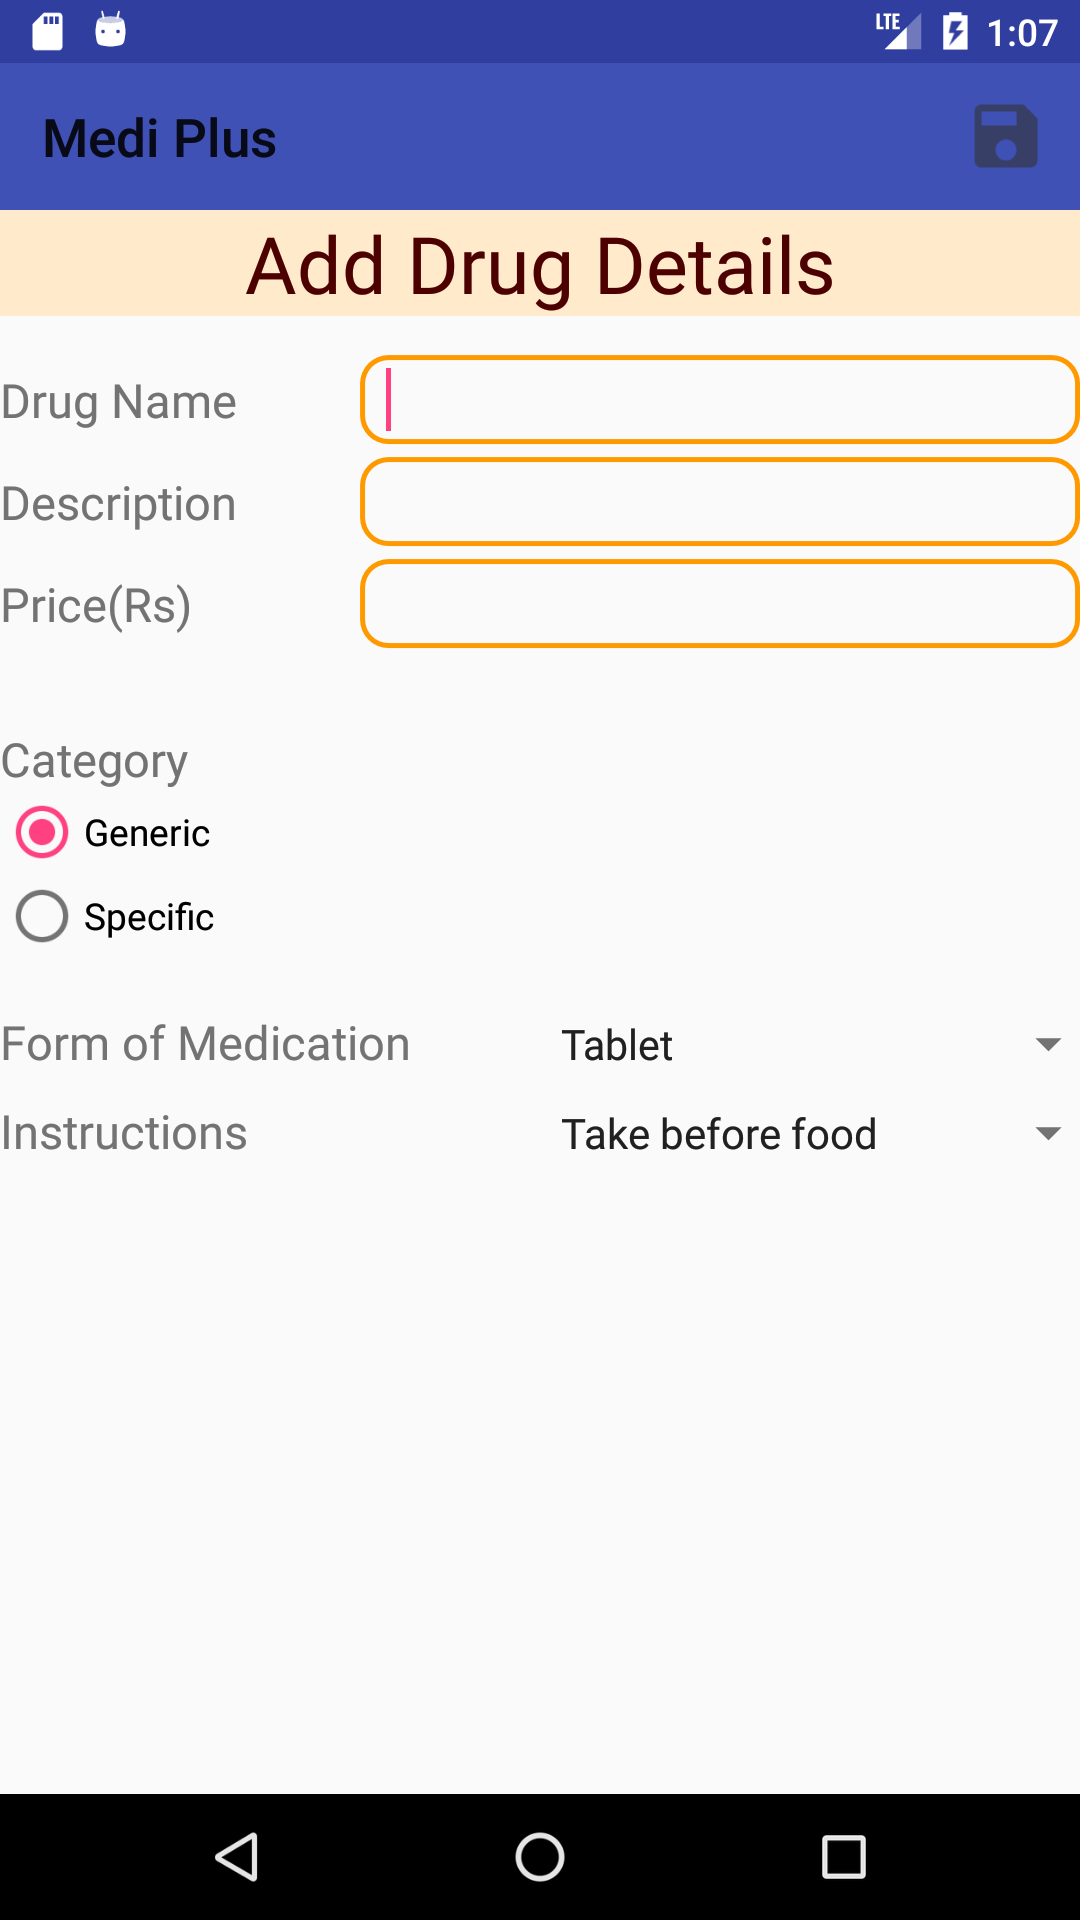 LTE 1:07
Medi Plus
Add Drug Details
Drug Name
Description
Price(Rs)
Category
Generic
Specific
Form of Medication Tablet
Instructions Take before food